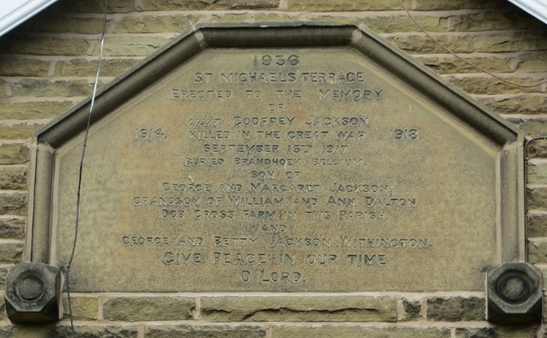 1936
ST MICHAELS TERRACE
ERECTED TO THE MEMORY
OF
LIEUT GODFREY JACKSON
1914. KILLED IN THE GREAT WAR 1918
SEPTEMBER 1ST 1917
BURIED BRANDHOEK BELGIUM.
SON OF
GEORGE AND MARGARET JACKSON:
GRANDSON OF WILLIAM AND ANN DALTON
DOB CROSS FARM IN THIS PARISH
AND
GEORGE AND BETTY JACKSON WITHINGTON.
GIVE PEACE IN OUR TIME
O LORD.